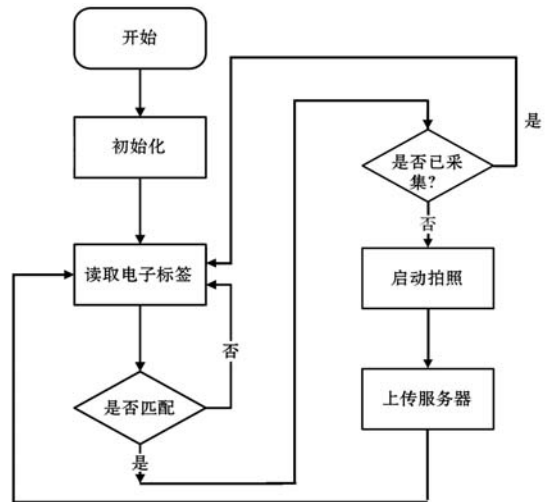 开始
初始化
读取电子标签
是否匹配
否
是
是否已采
集?
是
否
启动拍照
上传服务器